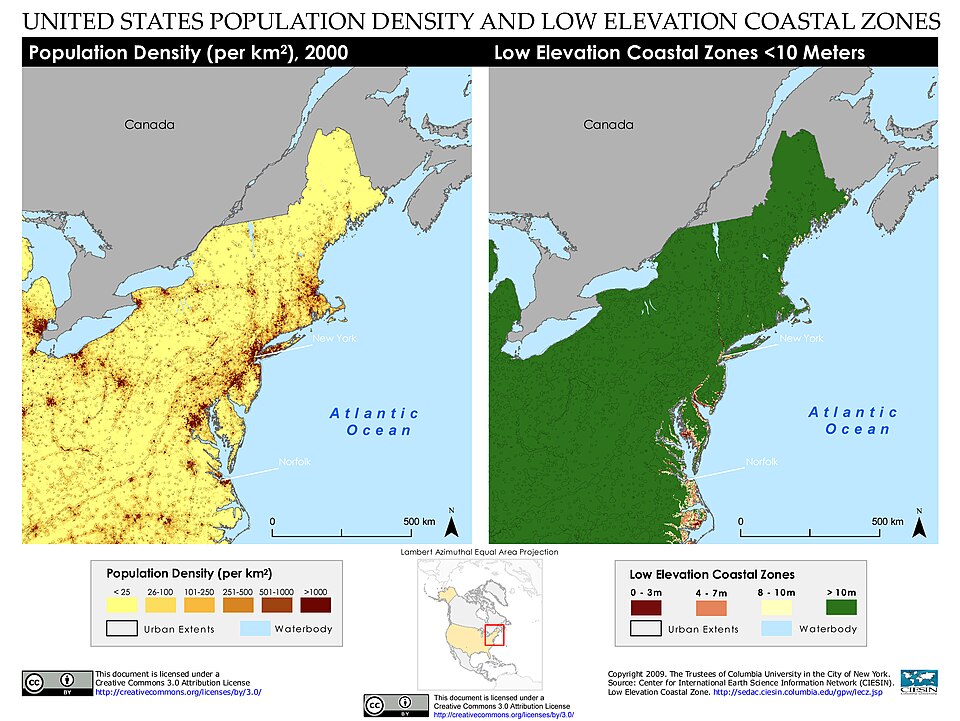 UNITED STATES POPULATION DENSITY AND LOW ELEVATION COASTAL ZONES
Population Density (per km²), 2000
Low Elevation Coastal Zones <10 Meters
Canada
New York
Atlantic
Ocean
Norfolk
0 500 km
N
Canada
New York
Atlantic
Ocean
Norfolk
0 500 km
N
Lambert Azimuthal Equal Area Projection
Population Density (per km²)
< 25 26-100 101-250 251-500 501-1000 >1000
Urban Extents Waterbody
Low Elevation Coastal Zones
0 - 3m 4 - 7m 8 - 10m > 10m
Urban Extents Waterbody
cc BY
This document is licensed under a
Creative Commons 3.0 Attribution License
http://creativecommons.org/licenses/by/3.0/
cc BY
This document is licensed under a
Creative Commons 3.0 Attribution License
http://creativecommons.org/licenses/by/3.0/
Copyright 2009. The Trustees of Columbia University in the City of New York.
Source: Center for International Earth Science Information Network (CIESIN).
Low Elevation Coastal Zone. http://sedac.ciesin.columbia.edu/gpw/lecz.jsp
CIESIN